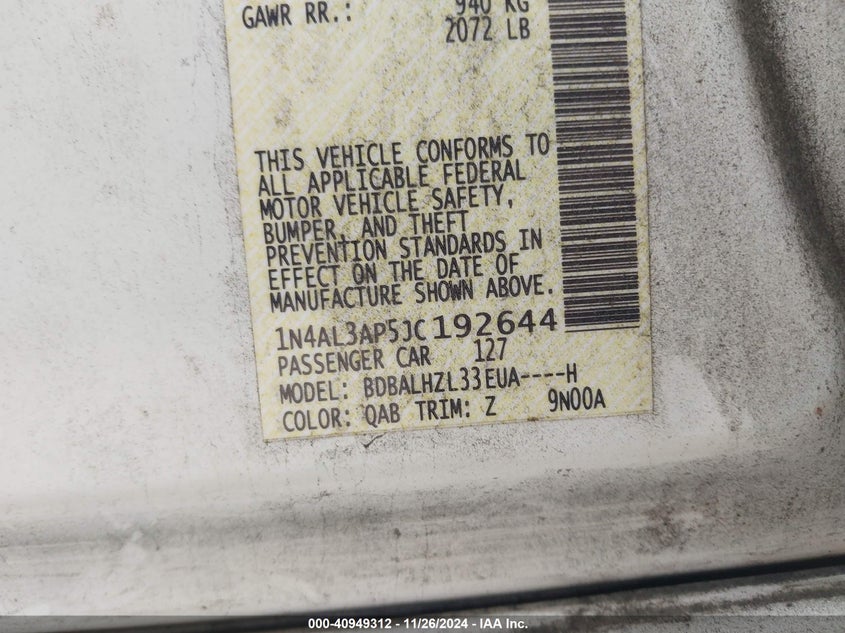 GAWR RR.: 940 KG
2072 LB
THIS VEHICLE CONFORMS TO
ALL APPLICABLE FEDERAL
MOTOR VEHICLE SAFETY,
BUMPER, AND THEFT
PREVENTION STANDARDS IN
EFFECT ON THE DATE OF
MANUFACTURE SHOWN ABOVE.
1N4AL3AP5JC192644
PASSENGER CAR 127
MODEL: BDBALHZL33EUA----H
COLOR: QAB TRIM: Z 9N00A
000-40949312 - 11/26/2024 - IAA Inc.